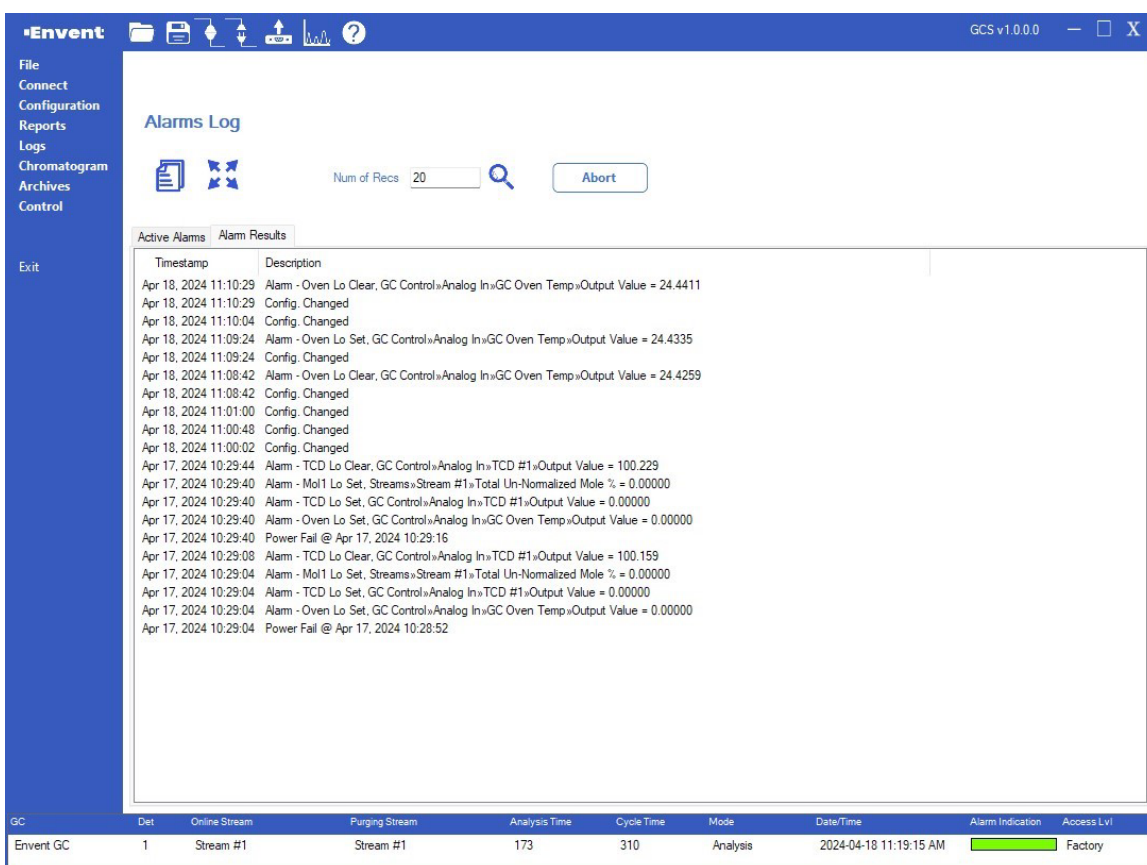 Envent
GCS v1.0.0.0
X
File
Connect
Configuration
Reports
Logs
Chromatogram
Archives
Control
Exit
Alarms Log
Num of Recs 20
Abort
Active Alarms Alarm Results
Timestamp Description
Apr 18, 2024 11:10:29 Alarm - Oven Lo Clear, GC Control»Analog In»GC Oven Temp»Output Value = 24.4411
Apr 18, 2024 11:10:29 Config. Changed
Apr 18, 2024 11:10:04 Config. Changed
Apr 18, 2024 11:09:24 Alarm - Oven Lo Set, GC Control»Analog In»GC Oven Temp»Output Value = 24.4335
Apr 18, 2024 11:09:24 Config. Changed
Apr 18, 2024 11:08:42 Alarm - Oven Lo Clear, GC Control»Analog In»GC Oven Temp»Output Value = 24.4259
Apr 18, 2024 11:08:42 Config. Changed
Apr 18, 2024 11:01:00 Config. Changed
Apr 18, 2024 11:00:48 Config. Changed
Apr 18, 2024 11:00:02 Config. Changed
Apr 17, 2024 10:29:44 Alarm - TCD Lo Clear, GC Control»Analog In»TCD #1»Output Value = 100.229
Apr 17, 2024 10:29:40 Alarm - Mol1 Lo Set, Streams»Stream #1»Total Un-Normalized Mole % = 0.00000
Apr 17, 2024 10:29:40 Alarm - TCD Lo Set, GC Control»Analog In»TCD #1»Output Value = 0.00000
Apr 17, 2024 10:29:40 Alarm - Oven Lo Set, GC Control»Analog In»GC Oven Temp»Output Value = 0.00000
Apr 17, 2024 10:29:40 Power Fail @ Apr 17, 2024 10:29:16
Apr 17, 2024 10:29:08 Alarm - TCD Lo Clear, GC Control»Analog In»TCD #1»Output Value = 100.159
Apr 17, 2024 10:29:04 Alarm - Mol1 Lo Set, Streams»Stream #1»Total Un-Normalized Mole % = 0.00000
Apr 17, 2024 10:29:04 Alarm - TCD Lo Set, GC Control»Analog In»TCD #1»Output Value = 0.00000
Apr 17, 2024 10:29:04 Alarm - Oven Lo Set, GC Control»Analog In»GC Oven Temp»Output Value = 0.00000
Apr 17, 2024 10:29:04 Power Fail @ Apr 17, 2024 10:28:52
GC Det Online Stream Purging Stream Analysis Time Cycle Time Mode Date/Time Alarm Indication Access Lvl
Envent GC 1 Stream #1 Stream #1 173 310 Analysis 2024-04-18 11:19:15 AM Factory